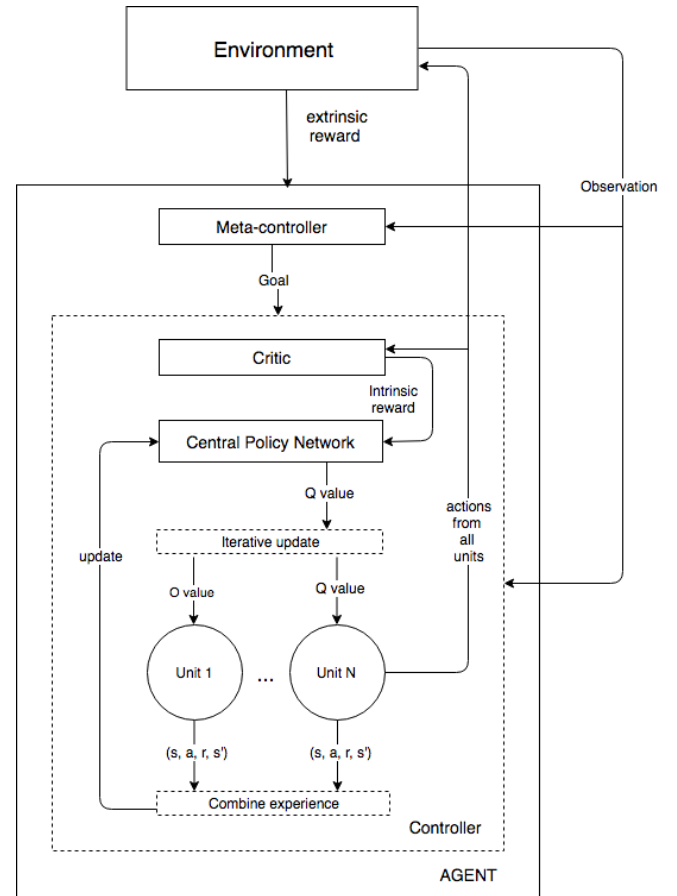 Environment
extrinsic
reward
Observation
Meta-controller
Goal
Critic
Intrinsic
reward
Central Policy Network
Q value
actions
from
all
units
Iterative update
update
O value
Q value
Unit 1
...
Unit N
(s, a, r, s')
(s, a, r, s')
Combine experience
Controller
AGENT